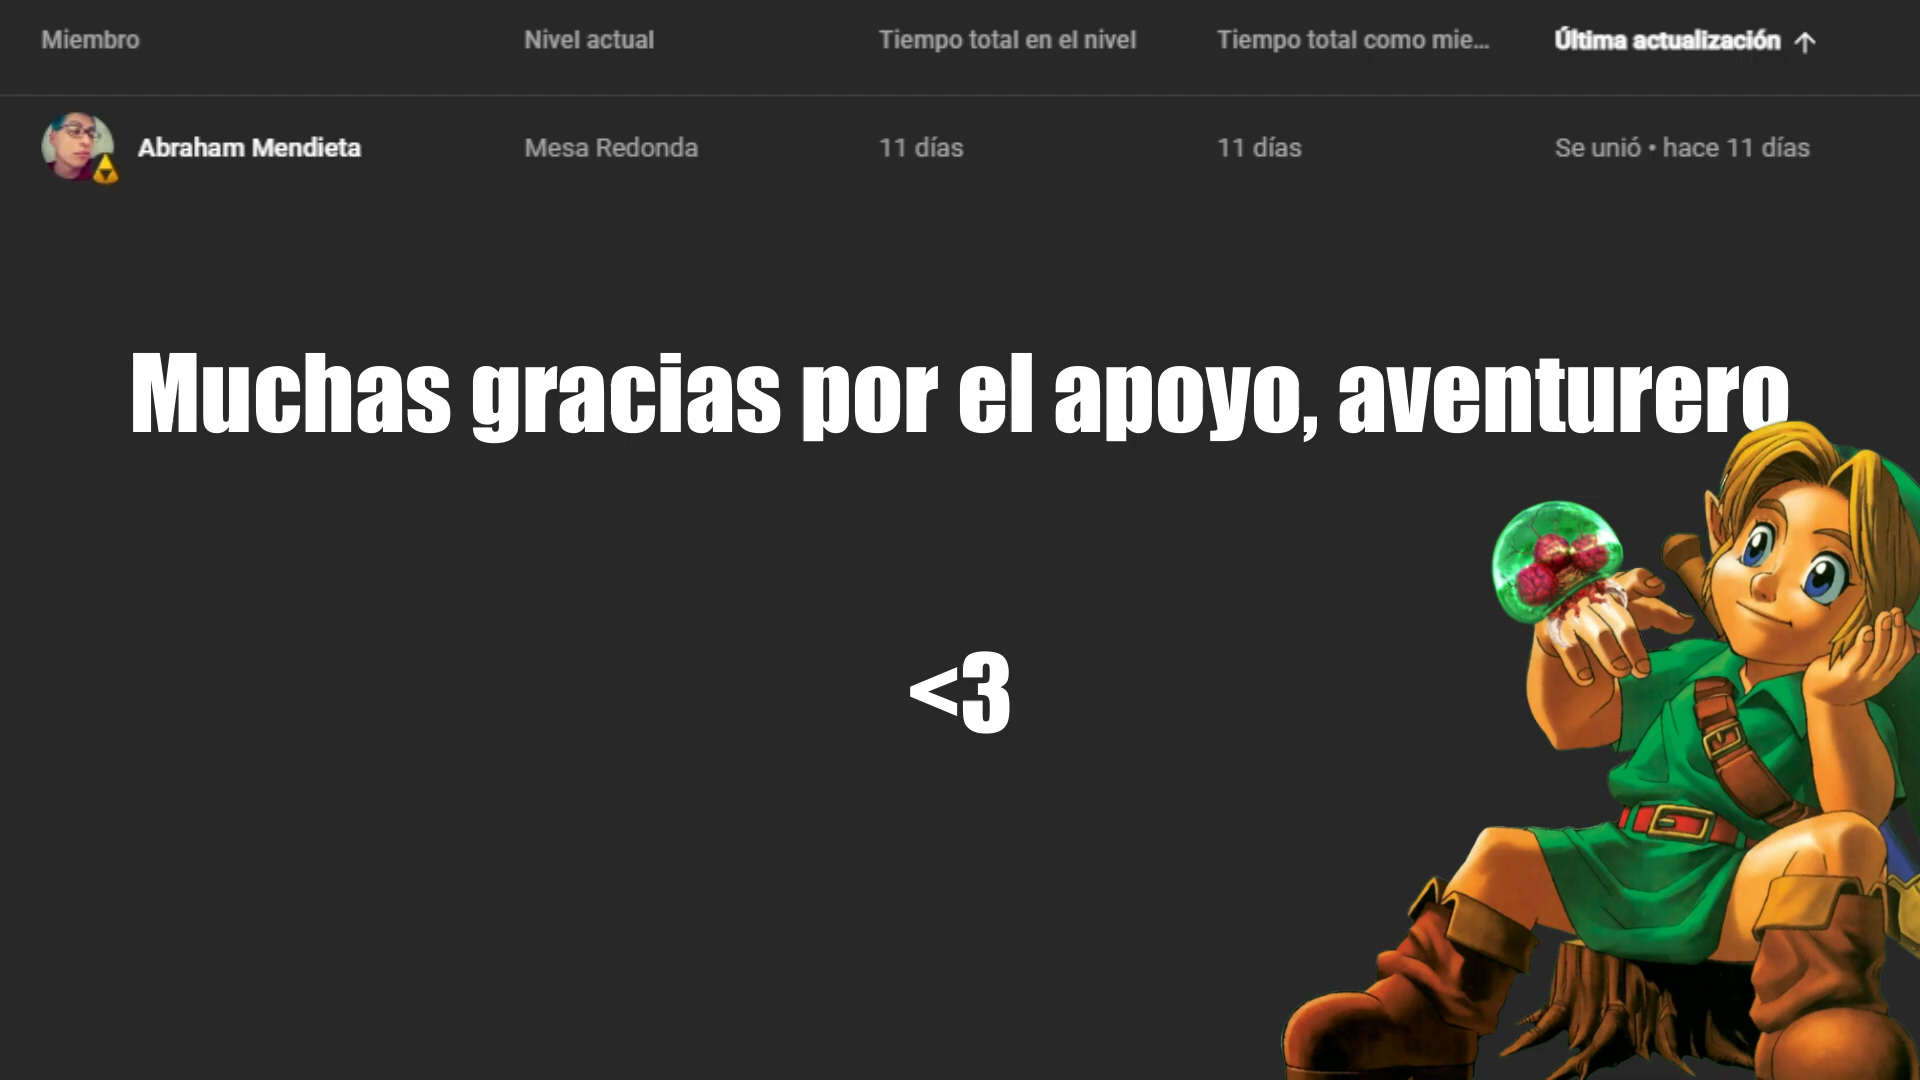 Miembro Nivel actual Tiempo total en el nivel Tiempo total como mie... Última actualización ↑
Abraham Mendieta Mesa Redonda 11 días 11 días Se unió • hace 11 días
Muchas gracias por el apoyo, aventurero
<3